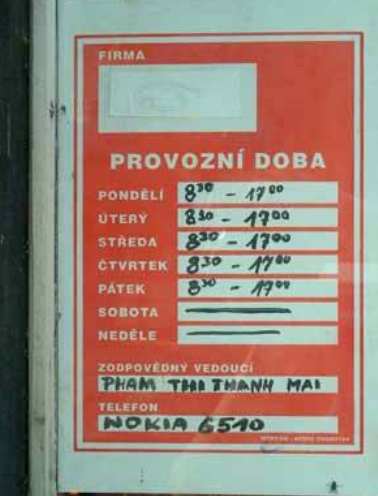 FIRMA
PROVOZNÍ DOBA
PONDĚLÍ 8³⁰ - 17⁰⁰
ÚTERÝ 8³⁰ - 17⁰⁰
STŘEDA 8³⁰ - 17⁰⁰
ČTVRTEK 8³⁰ - 17⁰⁰
PÁTEK 8³⁰ - 17⁰⁰
SOBOTA
NEDĚLE
ZODPOVĚDNÝ VEDOUCÍ
PHAM THI THANH MAI
TELEFON
NOKIA 6510